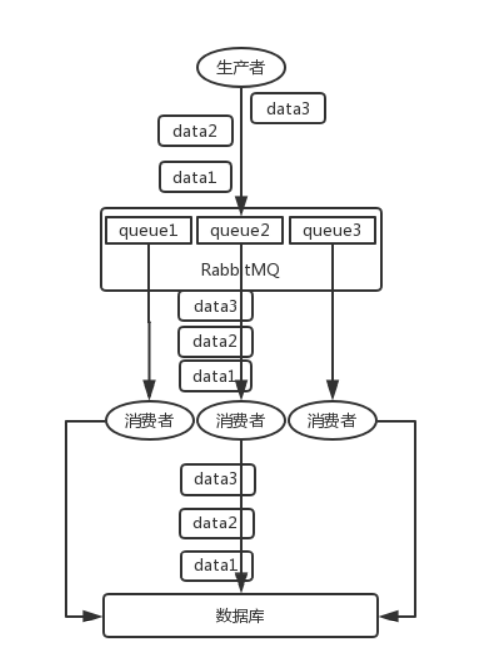 生产者
data3
data2
data1
queue1 queue2 queue3
RabbitMQ
data3
data2
data1
消费者 消费者 消费者
data3
data2
data1
数据库